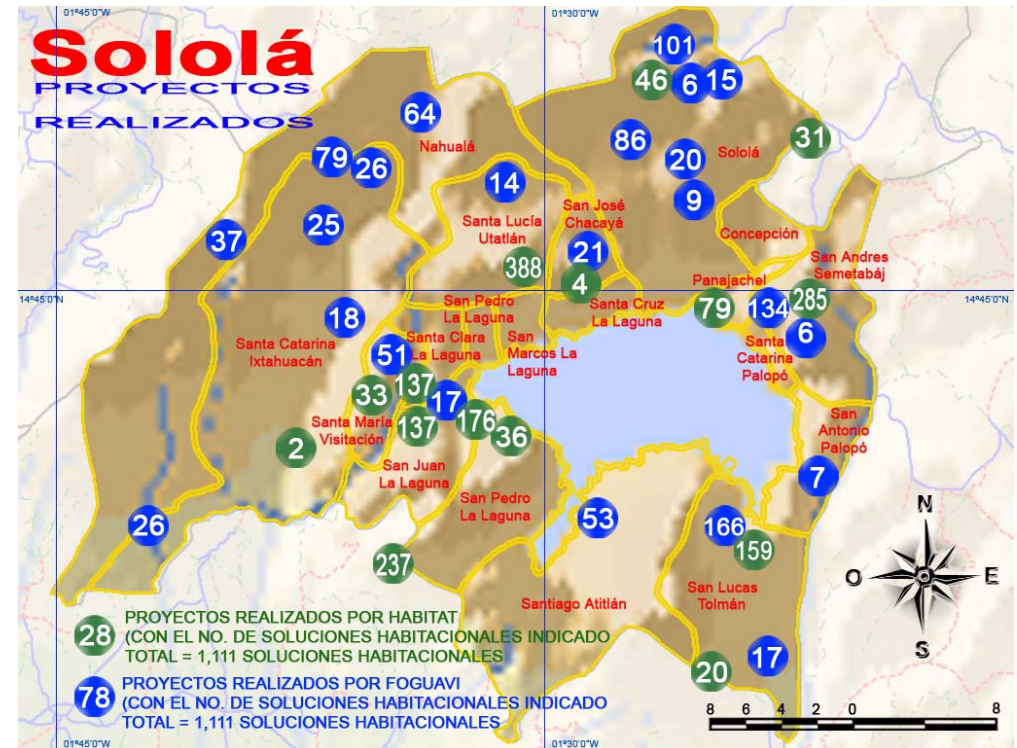 01°45'0"W
01°30'0"W
Sololá
PROYECTOS
REALIZADOS
101
46
6
15
64
86
31
Nahualá
79
26
20
Sololá
14
9
San José
Chacayá
25
Santa Lucía
Utatlán
37
21
Concepción
388
4
San Andres
Semetabáj
14°45'0"N
14°45'0"N
Panajachel
79
134
285
San Pedro
La Laguna
Santa Cruz
La Laguna
18
6
Santa Catarina
Ixtahuacán
Santa Clara
La Laguna
San
Marcos La
Laguna
Santa
Catarina
Palopó
51
137
33
17
Santa María
Visitación
137
176
36
San
Antonio
Palopó
2
San Juan
La Laguna
7
San Pedro
La Laguna
26
53
166
159
237
N
O
E
S
San Lucas
Tolmán
Santiago Atitlán
17
20
28
PROYECTOS REALIZADOS POR HABITAT
(CON EL NO. DE SOLUCIONES HABITACIONALES INDICADO
TOTAL = 1,111 SOLUCIONES HABITACIONALES
78
PROYECTOS REALIZADOS POR FOGUAVI
(CON EL NO. DE SOLUCIONES HABITACIONALES INDICADO
TOTAL = 1,111 SOLUCIONES HABITACIONALES
8 6 4 2 0 8
01°45'0"W
01°30'0"W